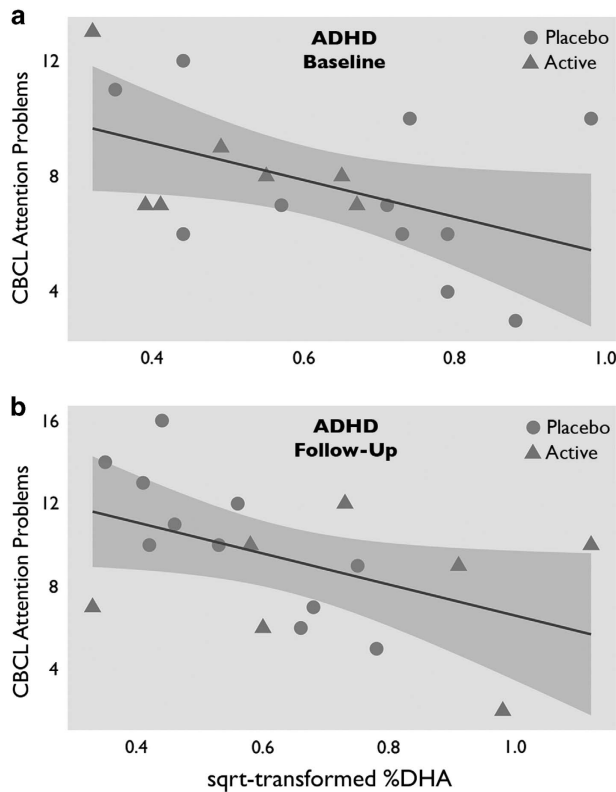 a
ADHD
Baseline
Placebo
Active
CBCL Attention Problems
12
8
4
0.4 0.6 0.8 1.0
b
ADHD
Follow-Up
Placebo
Active
CBCL Attention Problems
16
12
8
4
0.4 0.6 0.8 1.0
sqrt-transformed %DHA